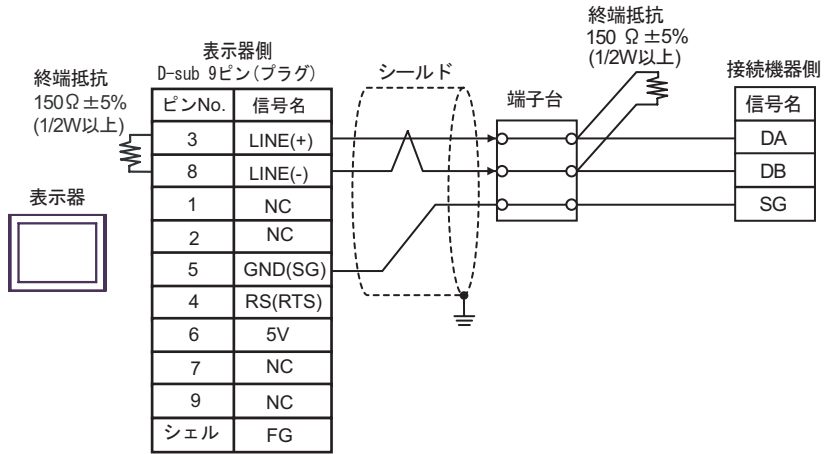 終端抵抗
150 Ω ±5%
(1/2W以上)
表示器側
D-sub 9ピン(プラグ)
シールド
接続機器側
終端抵抗
150Ω±5%
(1/2W以上)
端子台
ピンNo. 信号名
信号名
3 LINE(+)
DA
8 LINE(-)
DB
表示器
1 NC
SG
2 NC
5 GND(SG)
4 RS(RTS)
6 5V
7 NC
9 NC
シェル FG